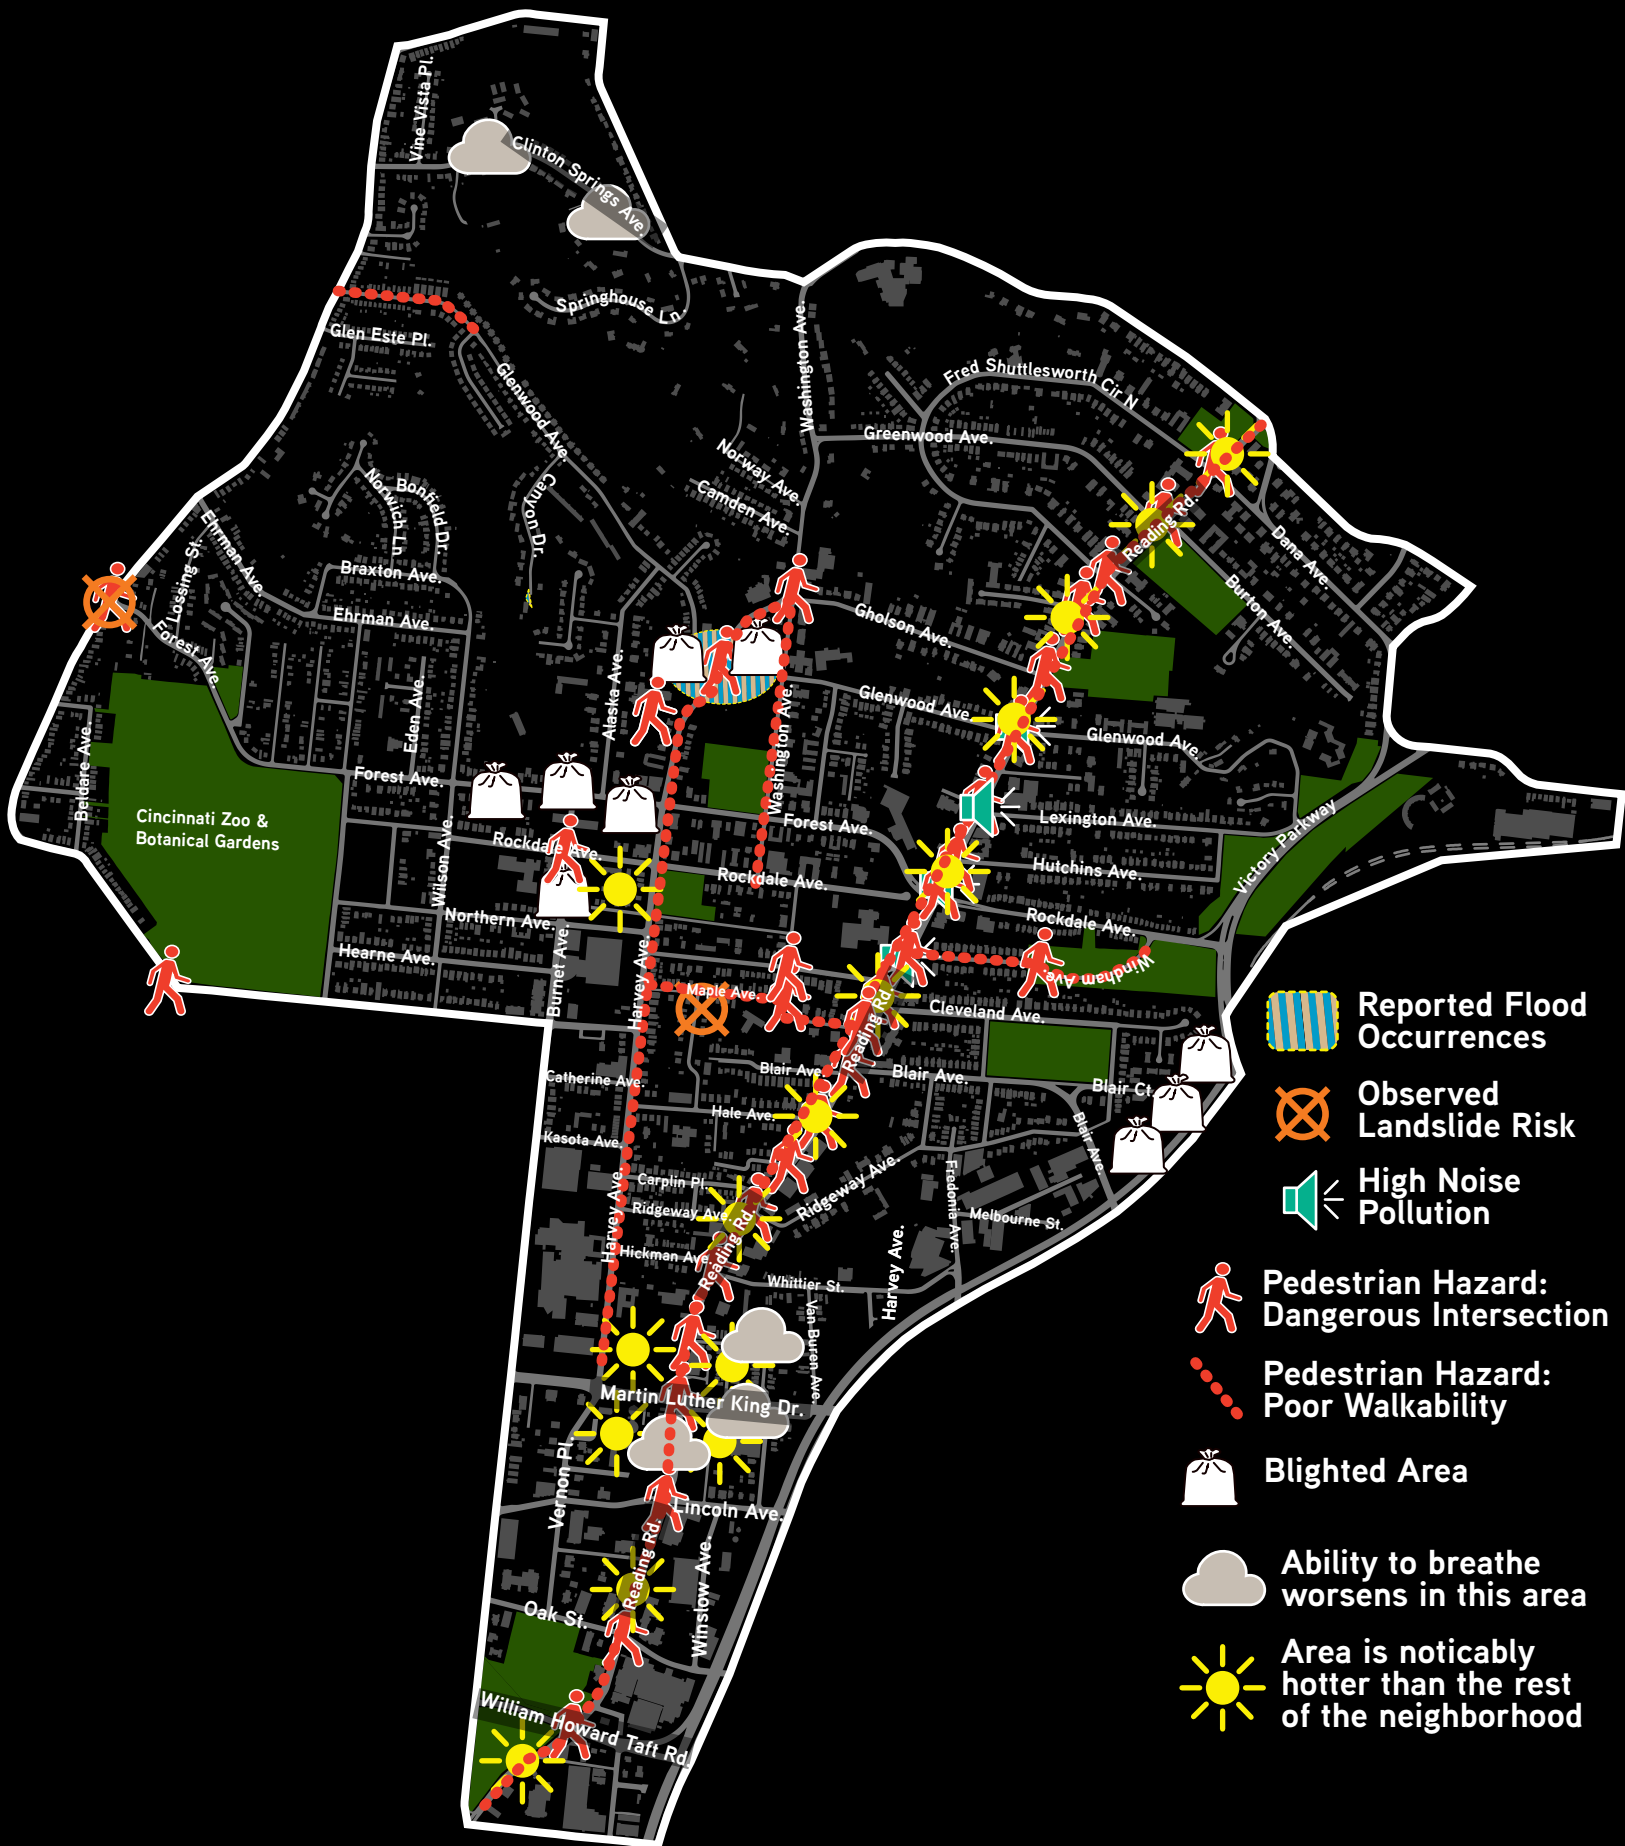 Vine Vista Pl.
Clinton Springs Ave.
Springhouse Ln
Glen Este Pl.
Glenwood Ave.
Washington Ave.
Fred Shuttlesworth Cir N
Greenwood Ave.
Norway Ave.
Camden Ave.
Canyon Dr.
Bonfield Dr.
Norwich Ln
Ehrman Ave.
Lossing St.
Braxton Ave.
Ehrman Ave.
Forest Ave.
Reading Rd.
Dana Ave.
Burton Ave.
Gholson Ave.
Alaska Ave.
Eden Ave.
Glenwood Ave.
Glenwood Ave.
Washington Ave.
Beldare Ave.
Forest Ave.
Cincinnati Zoo &
Botanical Gardens
Forest Ave.
Lexington Ave.
Victory Parkway
Wilson Ave.
Rockdale Ave.
Rockdale Ave.
Hutchins Ave.
Rockdale Ave.
Northern Ave.
Hearne Ave.
Burnet Ave.
Harvey Ave.
Maple Ave.
Windham Ave.
Reading Rd.
Cleveland Ave.
Blair Ave.
Blair Ave.
Blair Ct.
Blair Ave.
Catherine Ave.
Hale Ave.
Kasota Ave.
Carplin Pl.
Ridgeway Ave.
Ridgeway Ave.
Fredonia Ave.
Melbourne St.
Harvey Ave.
Hickman Ave.
Reading Rd.
Whittier St.
Harvey Ave.
Van Buren Ave.
Martin Luther King Dr.
Vernon Pl.
Lincoln Ave.
Reading Rd.
Winslow Ave.
Oak St.
William Howard Taft Rd.
Reported Flood
Occurrences
Observed
Landslide Risk
High Noise
Pollution
Pedestrian Hazard:
Dangerous Intersection
Pedestrian Hazard:
Poor Walkability
Blighted Area
Ability to breathe
worsens in this area
Area is noticably
hotter than the rest
of the neighborhood